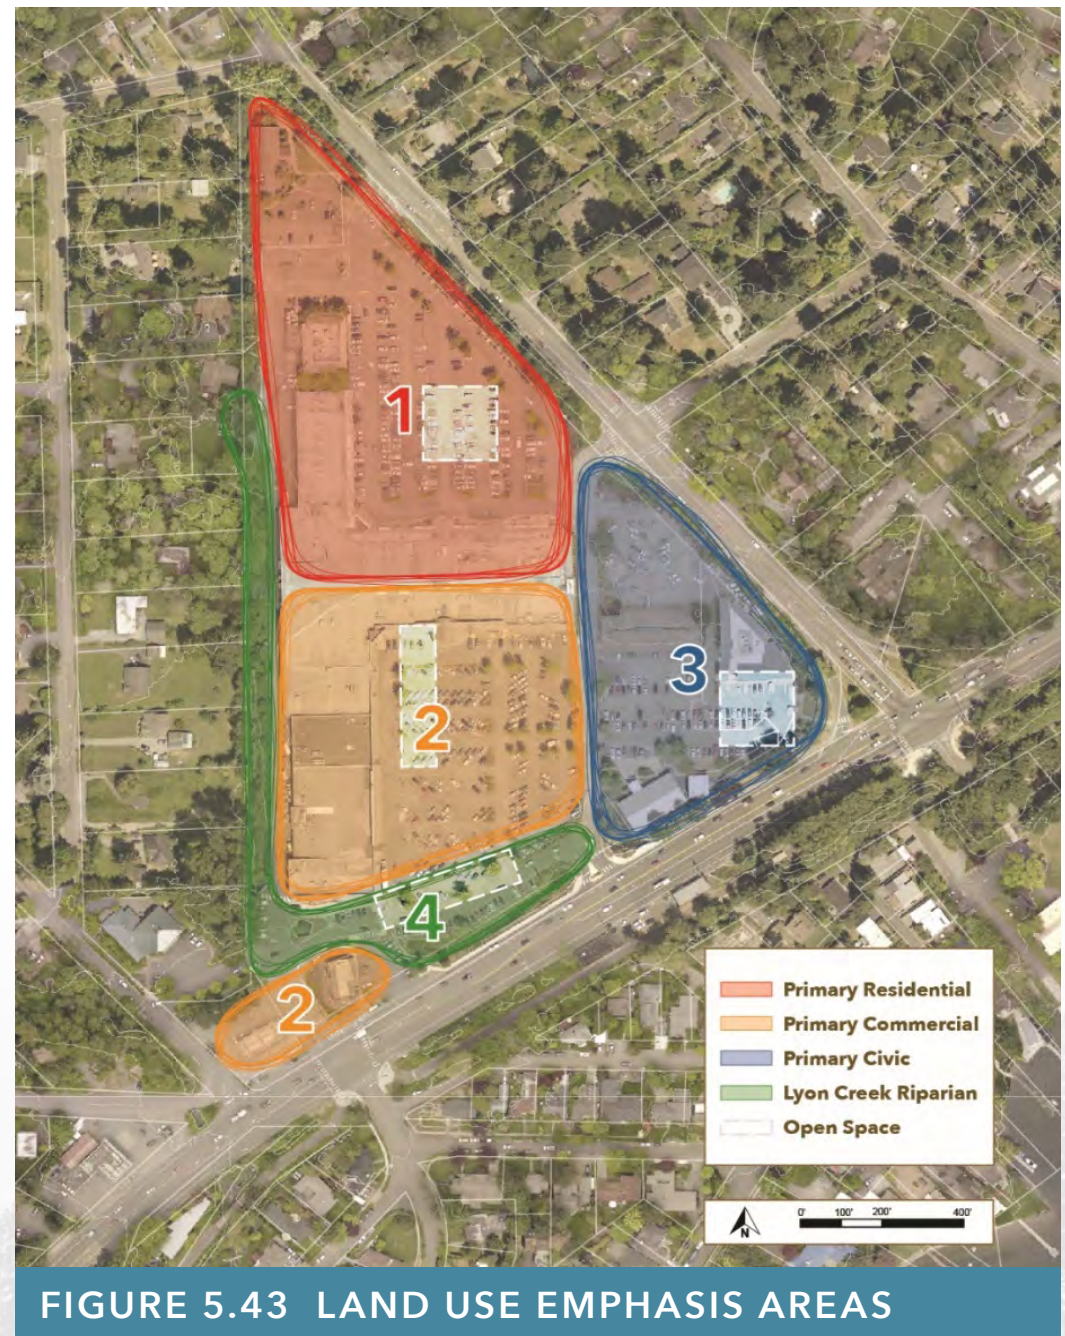 1
3
2
4
2
Primary Residential
Primary Commercial
Primary Civic
Lyon Creek Riparian
Open Space
N
0' 100' 200' 400'
FIGURE 5.43 LAND USE EMPHASIS AREAS